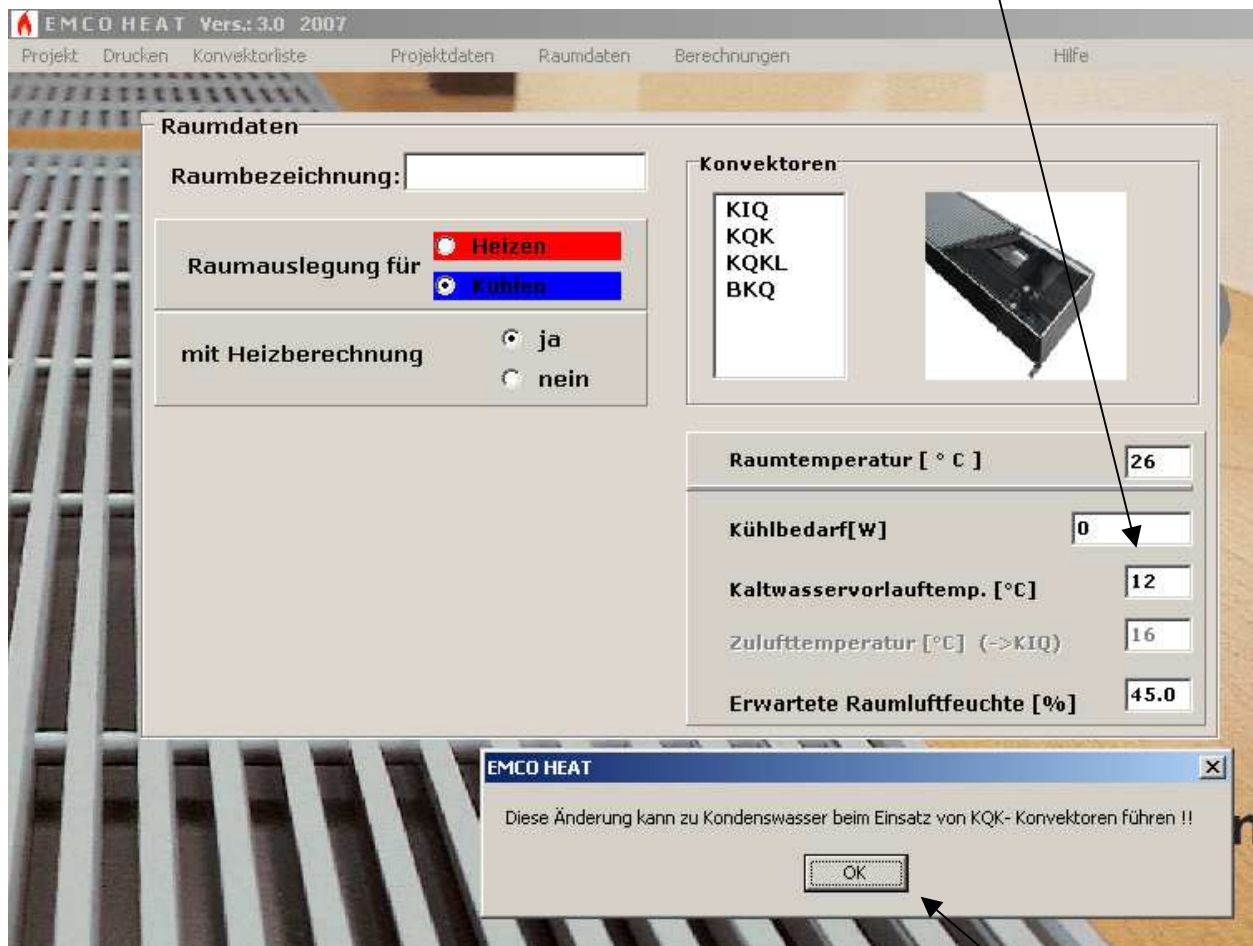 EMCO HEAT Vers.: 3.0 2007
Projekt Drucken Konvektorliste Projektdaten Raumdaten Berechnungen Hilfe
Raumdaten
Raumbezeichnung:
Raumauslegung für
Heizen
Kühlen
mit Heizberechnung
ja
nein
Konvektoren
KIQ
KQK
KQKL
BKQ
Raumtemperatur [ ° C ] 26
Kühlbedarf[W] 0
Kaltwasservorlauftemp. [°C] 12
Zulufttemperatur [°C] (->KIQ) 16
Erwartete Raumluftfeuchte [%] 45.0
EMCO HEAT
Diese Änderung kann zu Kondenswasser beim Einsatz von KQK- Konvektoren führen !!
OK